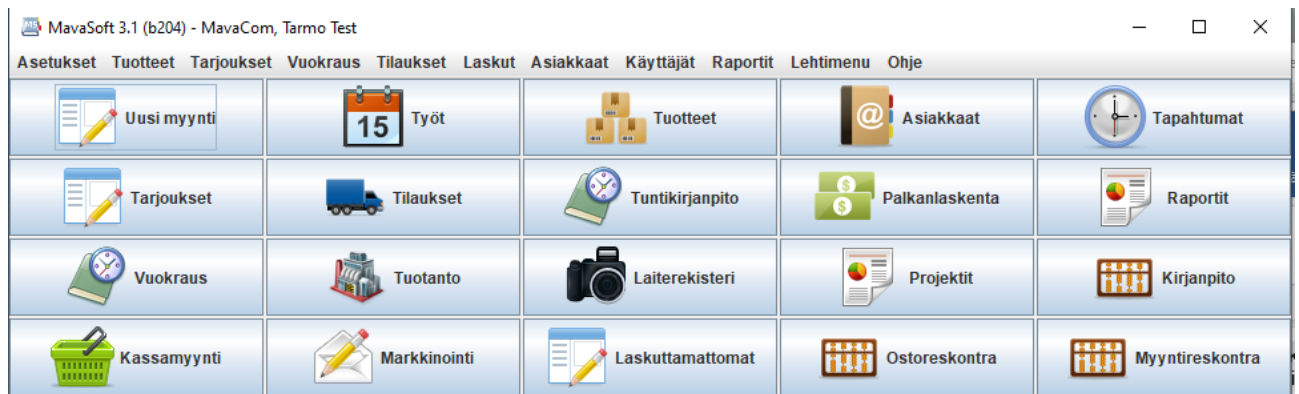 MavaSoft 3.1 (b204) - MavaCom, Tarmo Test
Asetukset Tuotteet Tarjoukset Vuokraus Tilaukset Laskut Asiakkaat Käyttäjät Raportit Lehtimenu Ohje
Uusi myynti 15 Työt Tuotteet @ Asiakkaat Tapahtumat
Tarjoukset Tilaukset Tuntikirjanpito $ $ Palkanlaskenta Raportit
Vuokraus Tuotanto Laiterekisteri Projektit Kirjanpito
Kassamyynti Markkinointi Laskuttamattomat Ostoreskontra Myyntireskontra